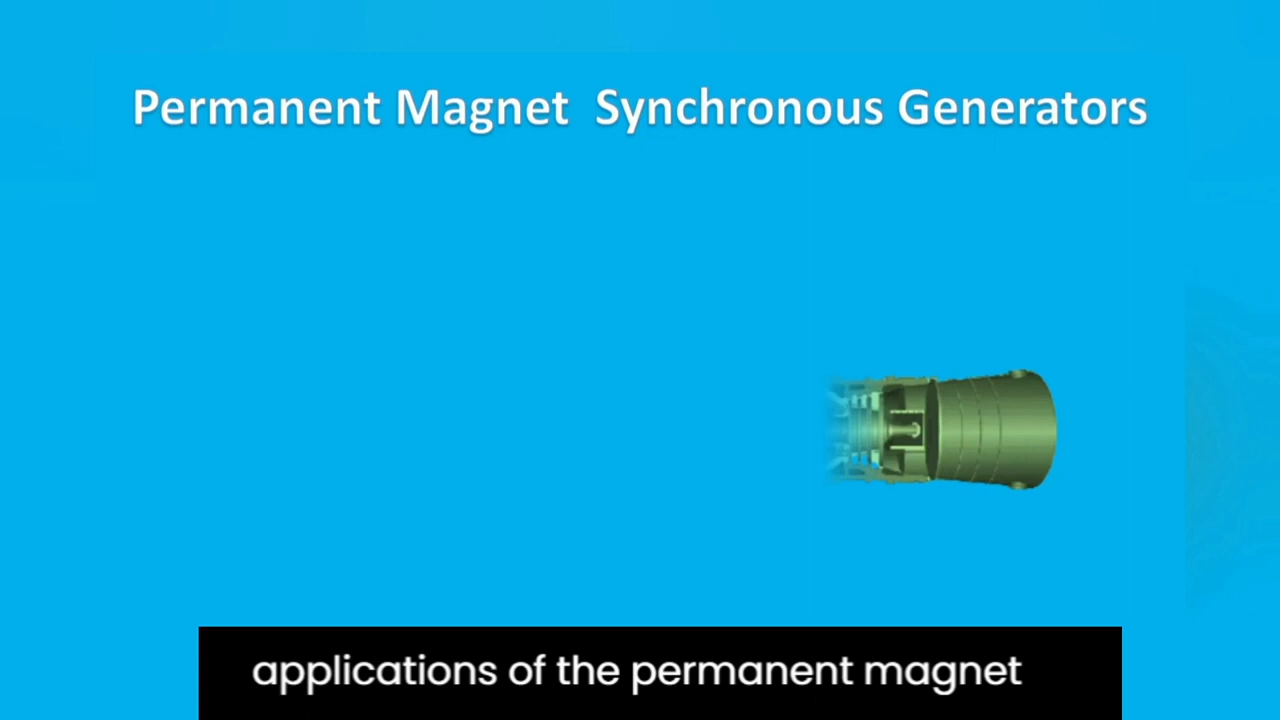 Permanent Magnet Synchronous Generators
applications of the permanent magnet